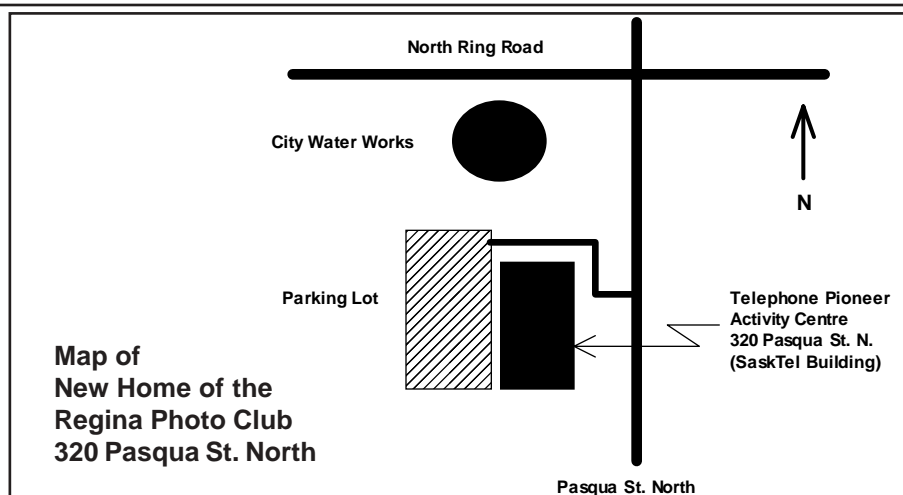 North Ring Road
City Water Works
N
Parking Lot
Telephone Pioneer
Activity Centre
320 Pasqua St. N.
(SaskTel Building)
Map of
New Home of the
Regina Photo Club
320 Pasqua St. North
Pasqua St. North